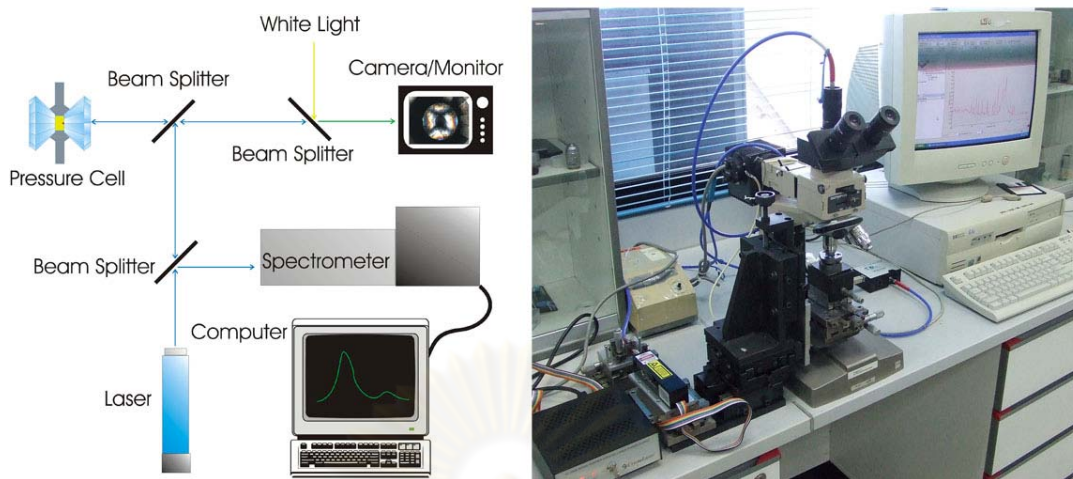 White Light
Beam Splitter
Camera/Monitor
Beam Splitter
Pressure Cell
Beam Splitter
Spectrometer
Computer
Laser